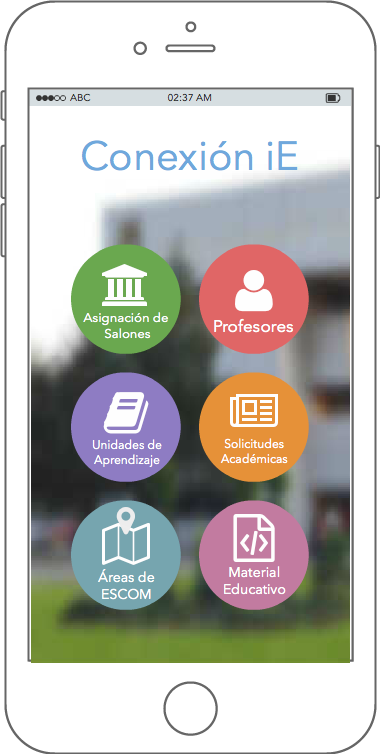 ABC 02:37 AM
Conexión iE
Asignación de
Salones
Profesores
Unidades de
Aprendizaje
Solicitudes
Académicas
Áreas de
ESCOM
Material
Educativo